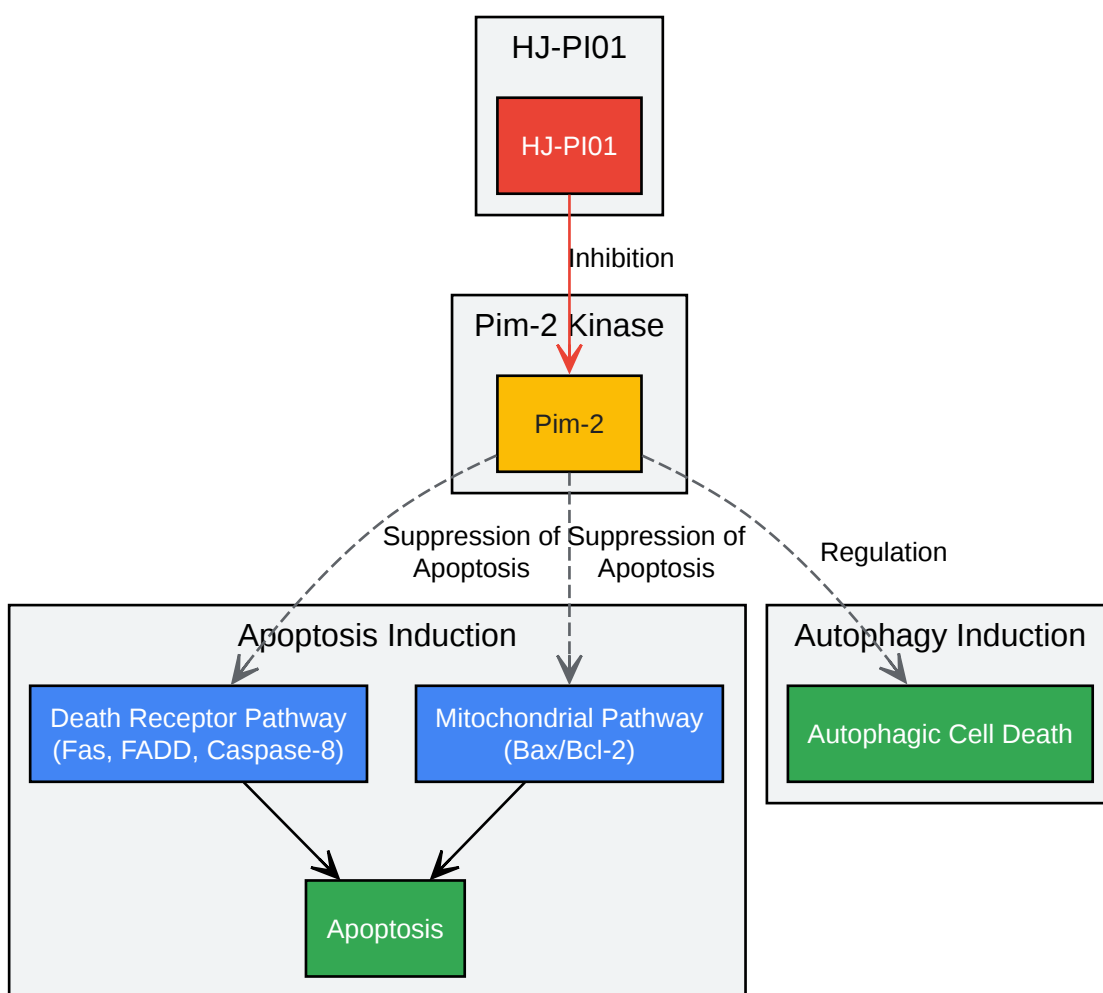 HJ-PI01
HJ-PI01
Inhibition
Pim-2 Kinase
Pim-2
Suppression of
Apoptosis
Suppression of
Apoptosis
Regulation
Apoptosis Induction
Death Receptor Pathway
(Fas, FADD, Caspase-8)
Mitochondrial Pathway
(Bax/Bcl-2)
Apoptosis
Autophagy Induction
Autophagic Cell Death